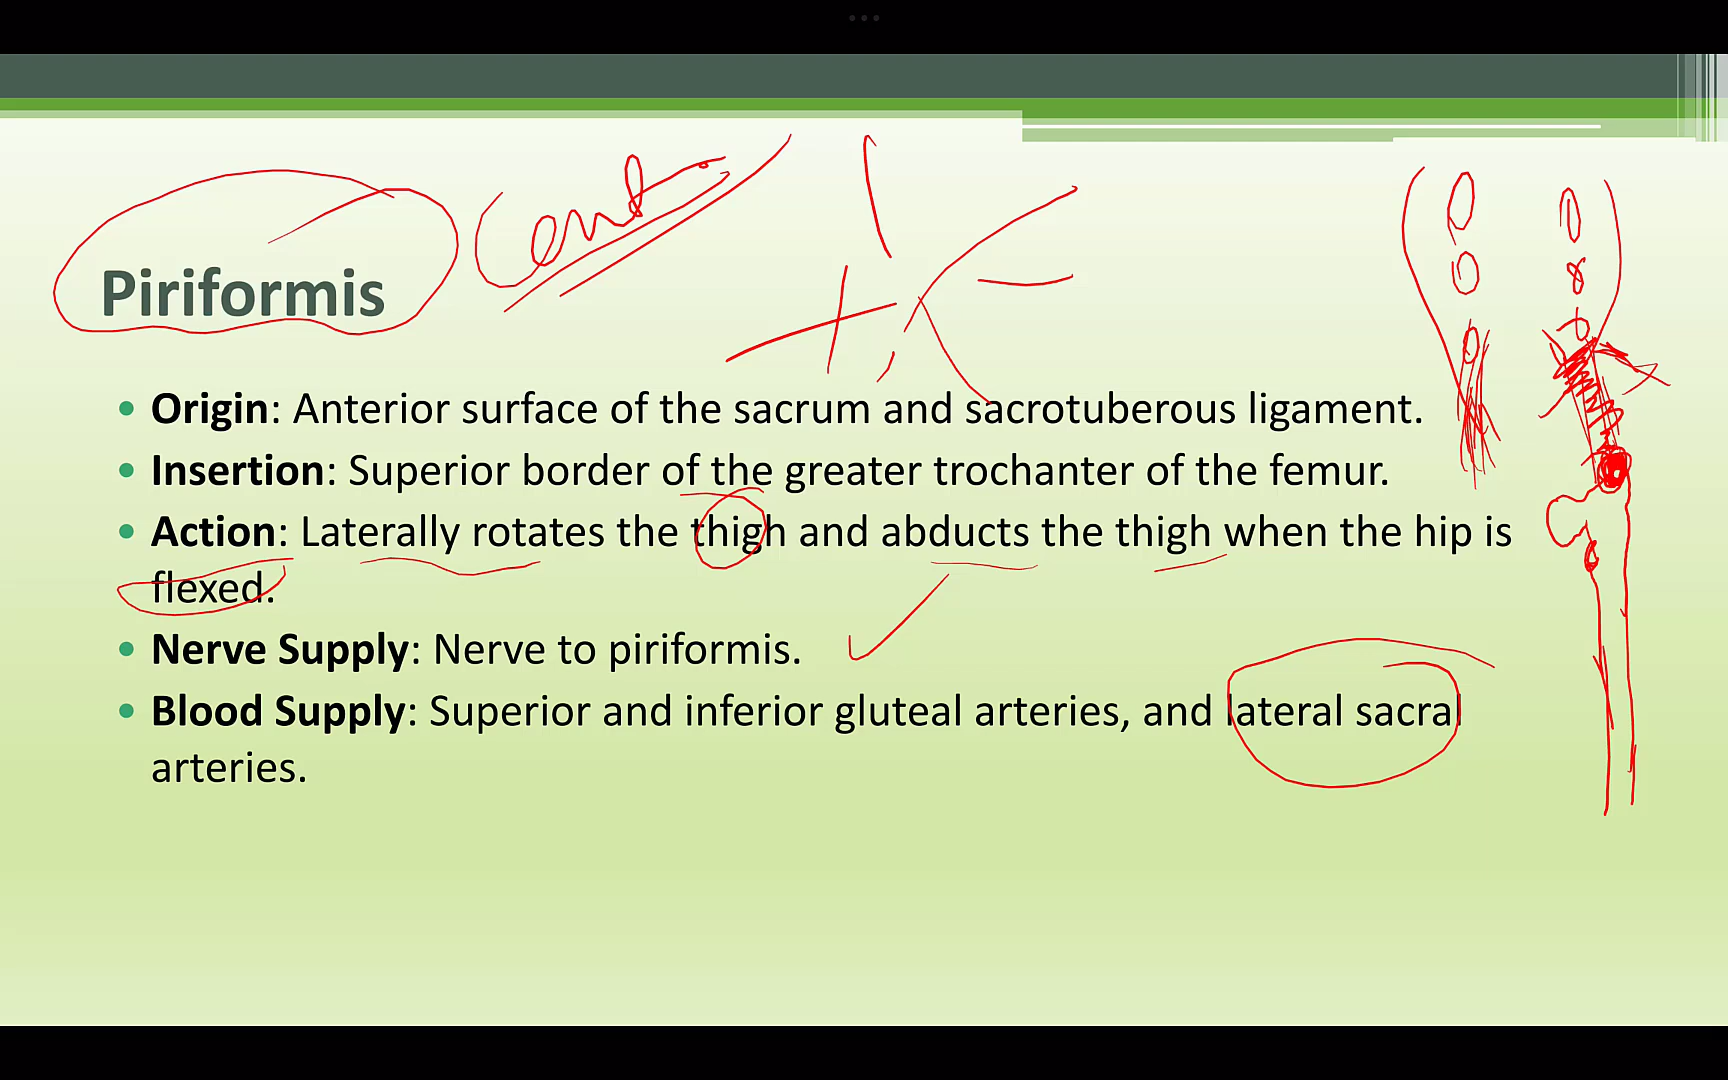 Piriformis
• Origin: Anterior surface of the sacrum and sacrotuberous ligament.
• Insertion: Superior border of the greater trochanter of the femur.
• Action: Laterally rotates the thigh and abducts the thigh when the hip is
flexed.
• Nerve Supply: Nerve to piriformis.
• Blood Supply: Superior and inferior gluteal arteries, and lateral sacral
arteries.